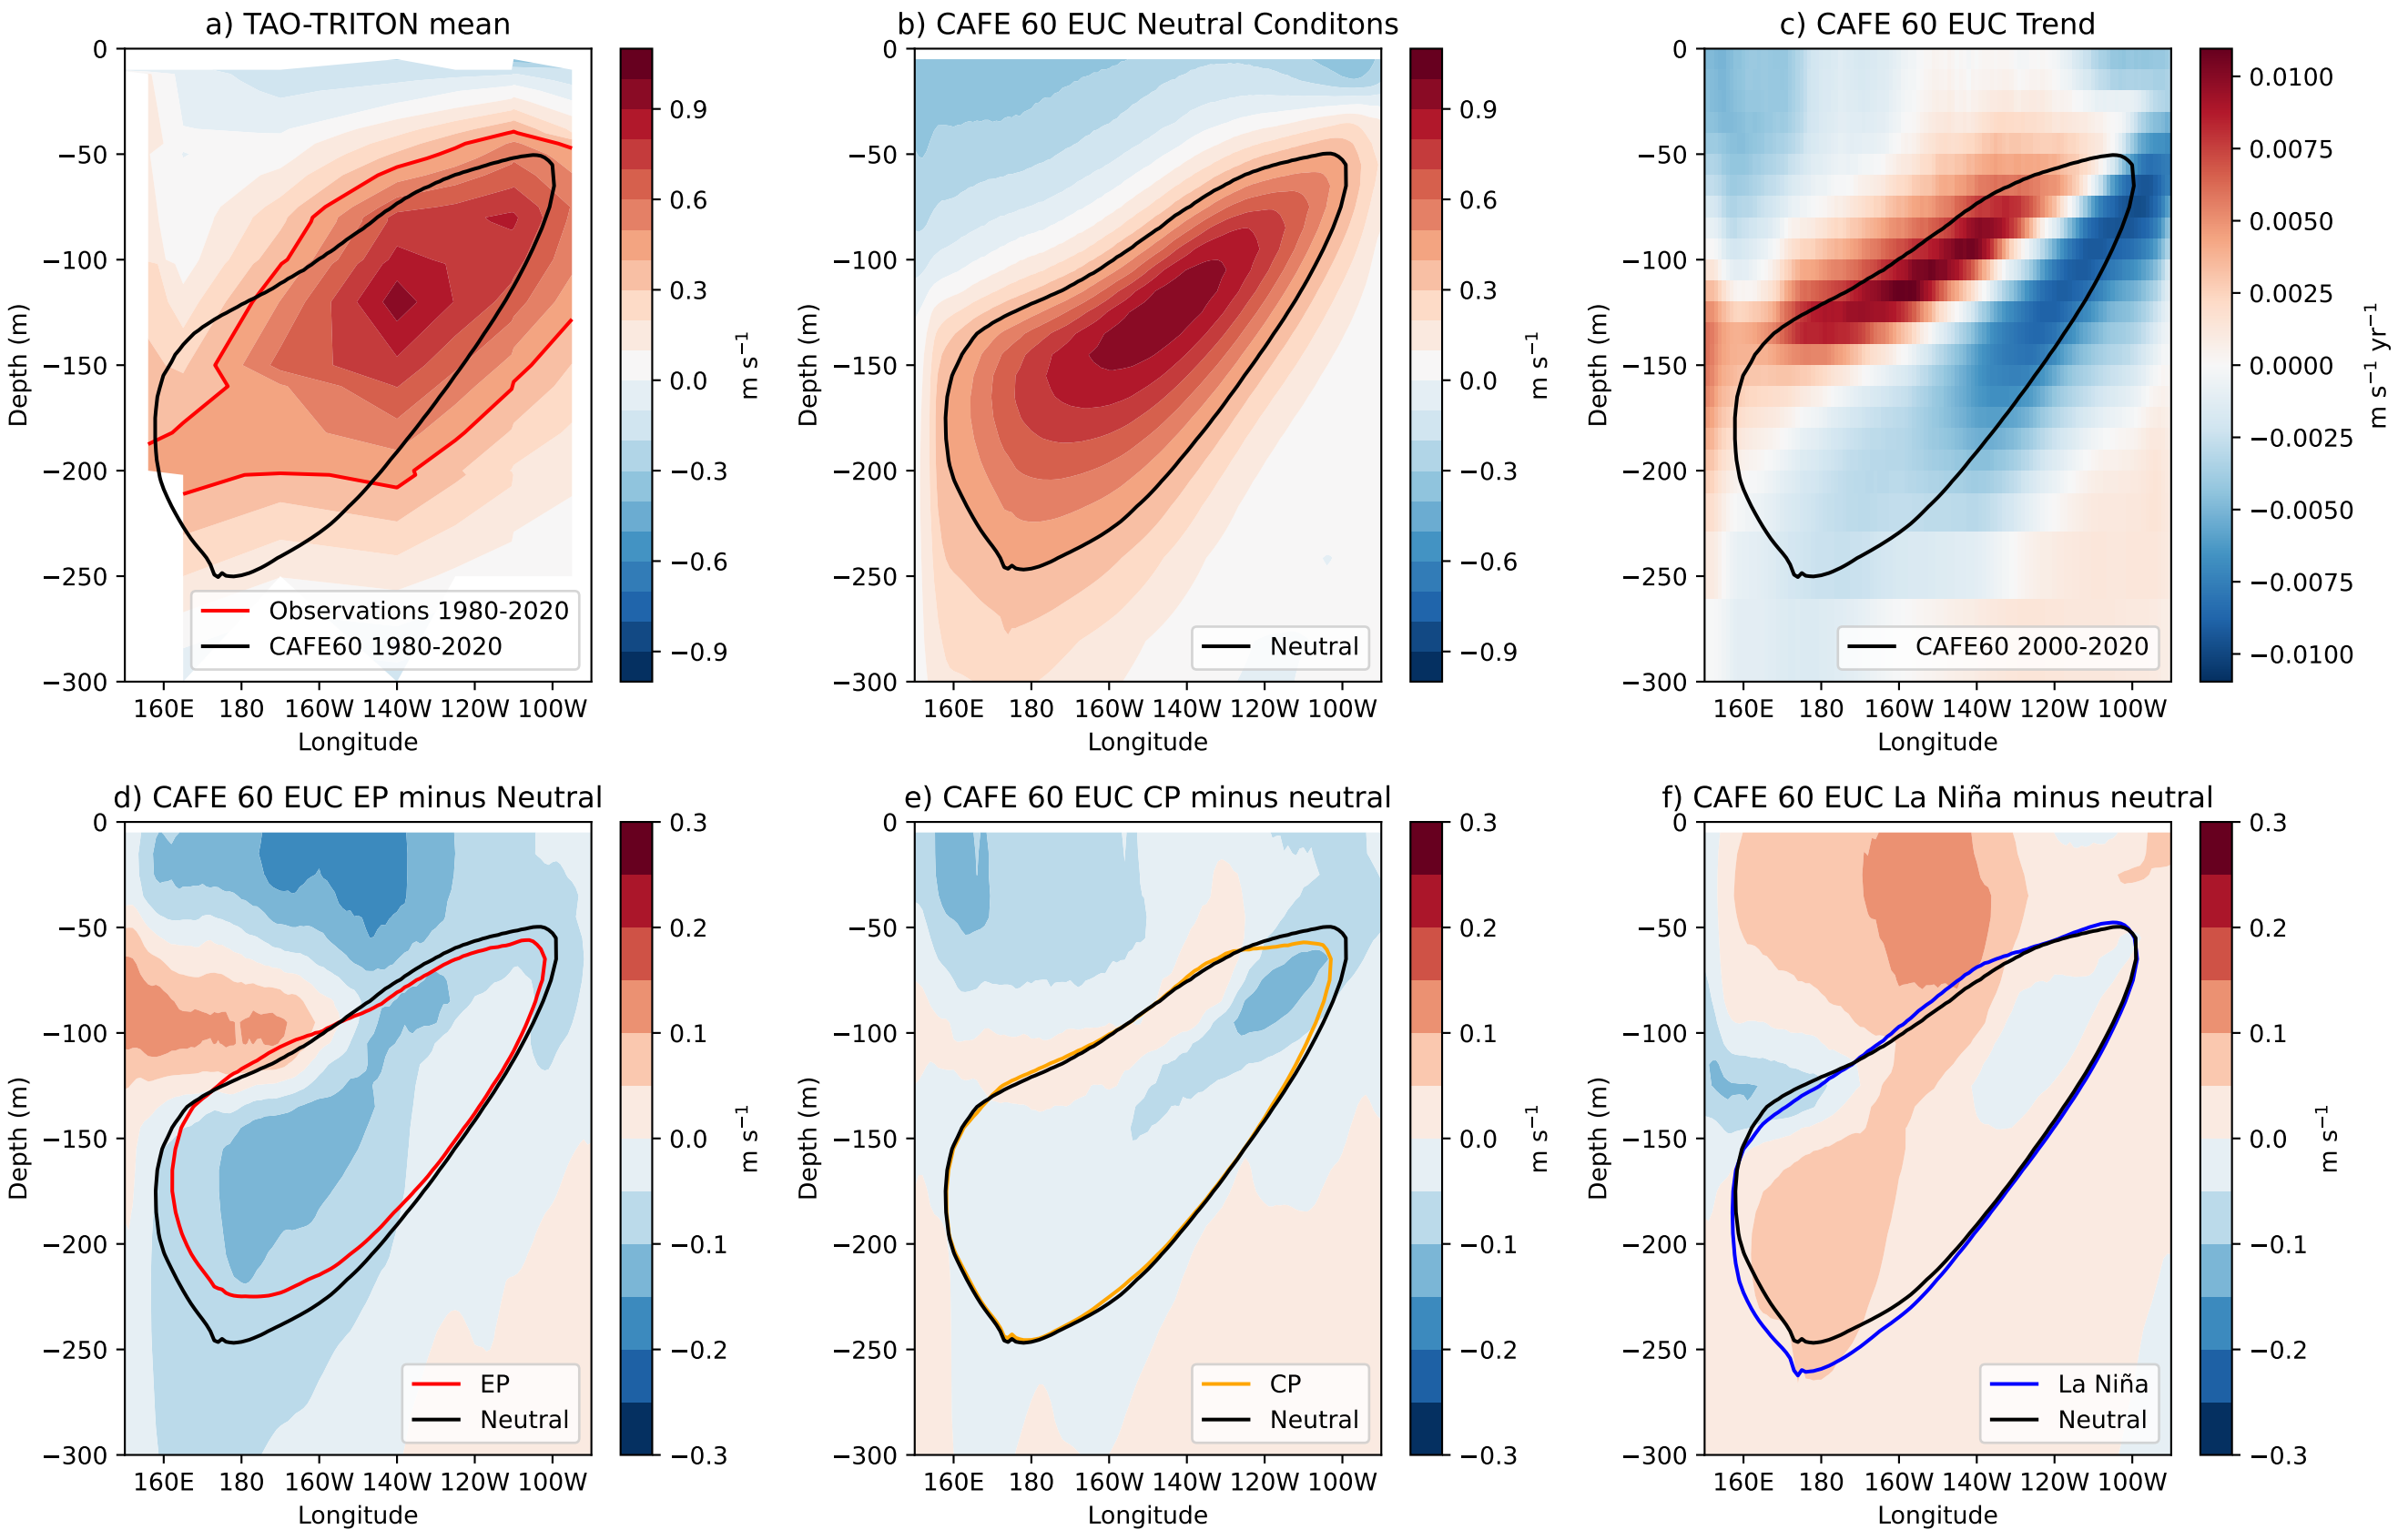 a) TAO-TRITON mean
0
−50
−100
−150
−200
−250
−300
Depth (m)
160E 180 160W 140W 120W 100W
Longitude
Observations 1980-2020
CAFE60 1980-2020
0.9
0.6
0.3
0.0
−0.3
−0.6
−0.9
m s⁻¹
b) CAFE 60 EUC Neutral Conditons
0
−50
−100
−150
−200
−250
−300
Depth (m)
160E 180 160W 140W 120W 100W
Longitude
Neutral
0.9
0.6
0.3
0.0
−0.3
−0.6
−0.9
m s⁻¹
c) CAFE 60 EUC Trend
0
−50
−100
−150
−200
−250
−300
Depth (m)
160E 180 160W 140W 120W 100W
Longitude
CAFE60 2000-2020
0.0100
0.0075
0.0050
0.0025
0.0000
−0.0025
−0.0050
−0.0075
−0.0100
m s⁻¹ yr⁻¹
d) CAFE 60 EUC EP minus Neutral
0
−50
−100
−150
−200
−250
−300
Depth (m)
160E 180 160W 140W 120W 100W
Longitude
EP
Neutral
0.3
0.2
0.1
0.0
−0.1
−0.2
−0.3
m s⁻¹
e) CAFE 60 EUC CP minus neutral
0
−50
−100
−150
−200
−250
−300
Depth (m)
160E 180 160W 140W 120W 100W
Longitude
CP
Neutral
0.3
0.2
0.1
0.0
−0.1
−0.2
−0.3
m s⁻¹
f) CAFE 60 EUC La Niña minus neutral
0
−50
−100
−150
−200
−250
−300
Depth (m)
160E 180 160W 140W 120W 100W
Longitude
La Niña
Neutral
0.3
0.2
0.1
0.0
−0.1
−0.2
−0.3
m s⁻¹